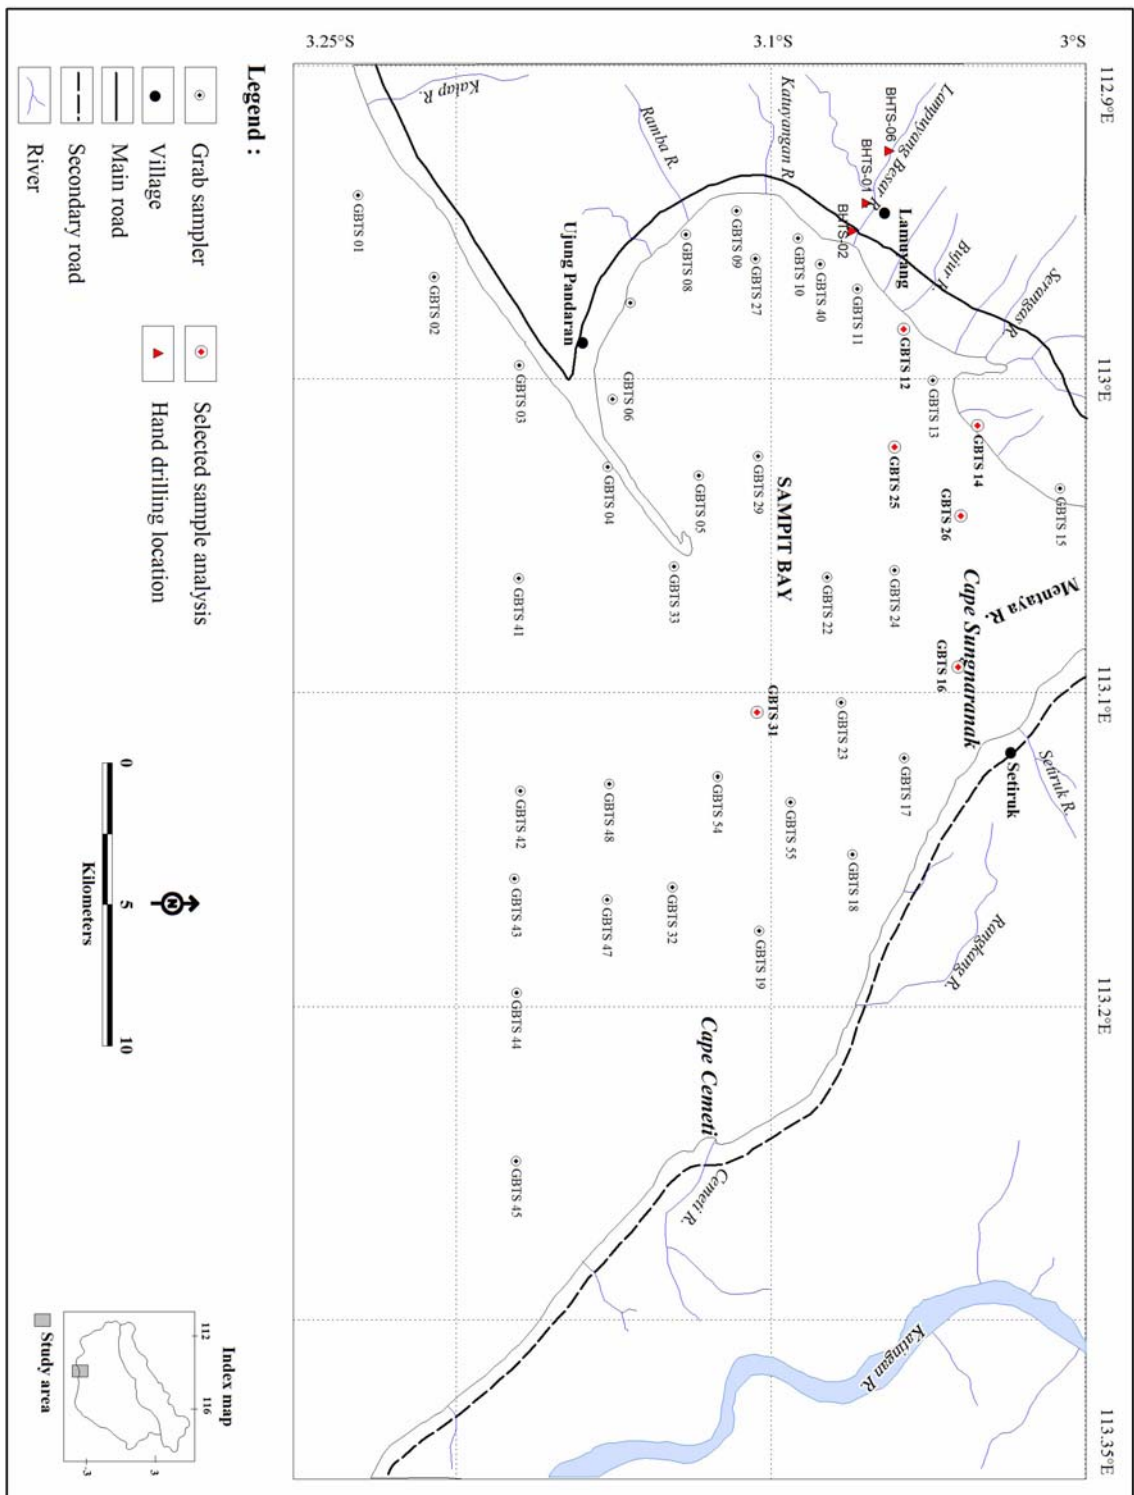 112.9°E
113°E
113.1°E
113.2°E
113.35°E
3°S
3.1°S
3.25°S
Lampuyang Besar R.
BHTS-06
BHTS-01
BHTS-02
Lamuyang
Bujur R.
Serangas R.
Katuyangan R.
Ramba R.
Kalap R.
Ujung Pandaran
GBTS 15
GBTS 14
GBTS 13
GBTS 12
GBTS 11
GBTS 40
GBTS 10
GBTS 27
GBTS 09
GBTS 08
GBTS 06
GBTS 26
GBTS 25
GBTS 29
GBTS 05
GBTS 04
GBTS 03
GBTS 02
GBTS 01
SAMPIT BAY
Mentaya R.
Cape Sungnaranak
GBTS 24
GBTS 22
GBTS 33
GBTS 41
GBTS 16
GBTS 31
GBTS 23
GBTS 17
Setiruk
Setiruk R.
GBTS 54
GBTS 55
GBTS 48
GBTS 42
GBTS 18
GBTS 32
GBTS 47
GBTS 43
GBTS 19
GBTS 44
GBTS 45
Rangkang R.
Cape Cemeti
Cemeti R.
Katingan R.
Legend :
Grab sampler
Village
Main road
Secondary road
River
Selected sample analysis
Hand drilling location
0
5
10
Kilometers
N
Index map
112
116
3
-3
Study area